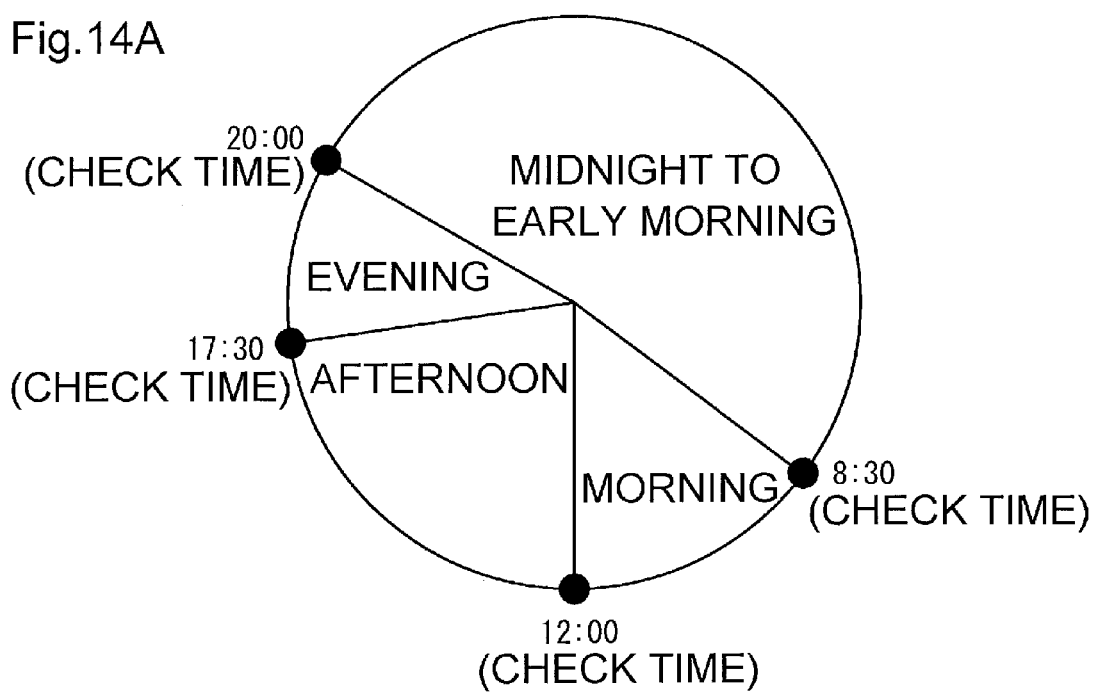 Fig.14A
20:00
(CHECK TIME)
MIDNIGHT TO
EARLY MORNING
EVENING
17:30
(CHECK TIME)
AFTERNOON
MORNING
8:30
(CHECK TIME)
12:00
(CHECK TIME)